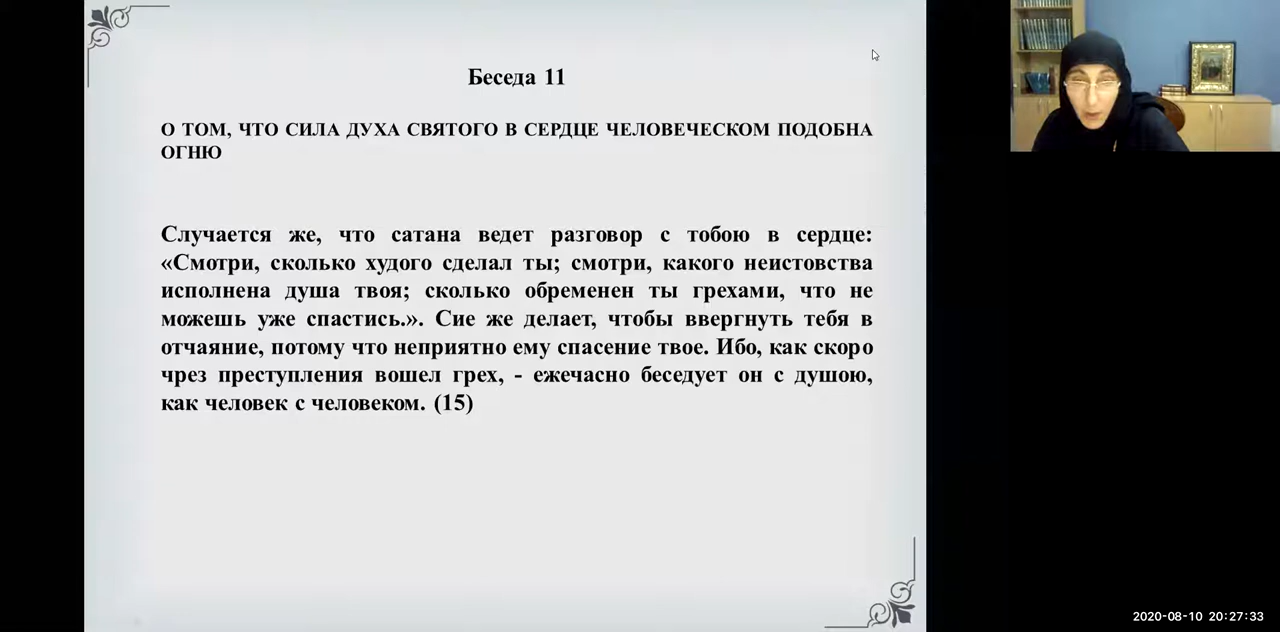 Беседа 11
О ТОМ, ЧТО СИЛА ДУХА СВЯТОГО В СЕРДЦЕ ЧЕЛОВЕЧЕСКОМ ПОДОБНА
ОГНЮ
Случается же, что сатана ведет разговор с тобою в сердце:
«Смотри, сколько худого сделал ты; смотри, какого неистовства
исполнена душа твоя; сколько обременен ты грехами, что не
можешь уже спастись.». Сие же делает, чтобы ввергнуть тебя в
отчаяние, потому что неприятно ему спасение твое. Ибо, как скоро
чрез преступления вошел грех, - ежечасно беседует он с душою,
как человек с человеком. (15)
2020-08-10 20:27:33